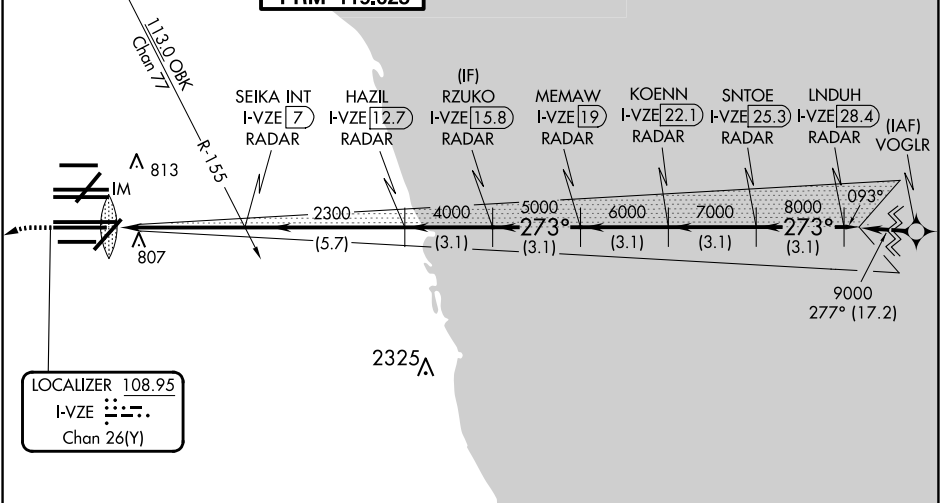 113.0 OBK
Chan 77
R-155
SEIKA INT
I-VZE 7
RADAR
HAZIL
I-VZE 12.7
RADAR
(IF)
RZUKO
I-VZE 15.8
RADAR
MEMAW
I-VZE 19
RADAR
KOENN
I-VZE 22.1
RADAR
SNTOE
I-VZE 25.3
RADAR
LNDUH
I-VZE 28.4
RADAR
(IAF)
VOGLR
813
IM
807
2300
4000
5000
6000
7000
8000
093°
273°
273°
(5.7)
(3.1)
(3.1)
(3.1)
(3.1)
(3.1)
9000
277° (17.2)
2325
LOCALIZER 108.95
I-VZE
Chan 26(Y)